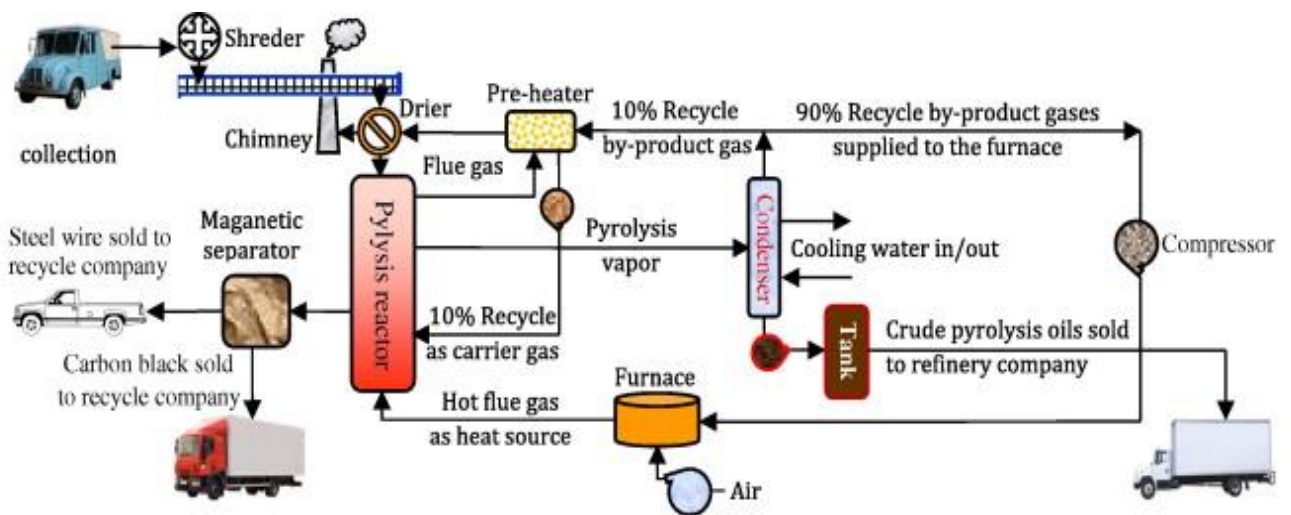 Shreder
collection
Chimney
Drier
Pre-heater
10% Recycle
by-product gas
90% Recycle by-product gases
supplied to the furnace
Flue gas
Maganetic
separator
Steel wire sold to
recycle company
Pylysis reactor
Pyrolysis
vapor
Condenser
Cooling water in/out
Compressor
10% Recycle
as carrier gas
Carbon black sold
to recycle company
Tank
Crude pyrolysis oils sold
to refinery company
Furnace
Hot flue gas
as heat source
Air